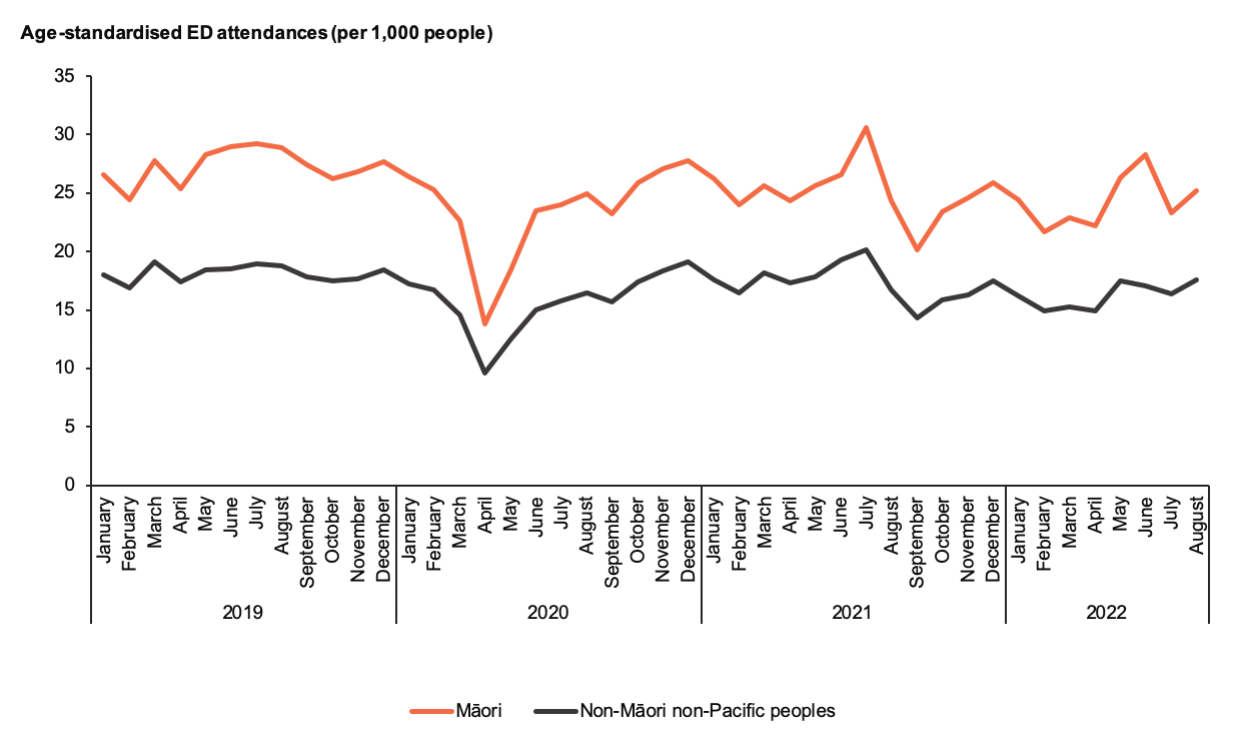 Age-standardised ED attendances (per 1,000 people)
35
30
25
20
15
10
5
0
January
February
March
April
May
June
July
August
September
October
November
December
January
February
March
April
May
June
July
August
September
October
November
December
January
February
March
April
May
June
July
August
September
October
November
December
January
February
March
April
May
June
July
August
2019
2020
2021
2022
Māori
Non-Māori non-Pacific peoples